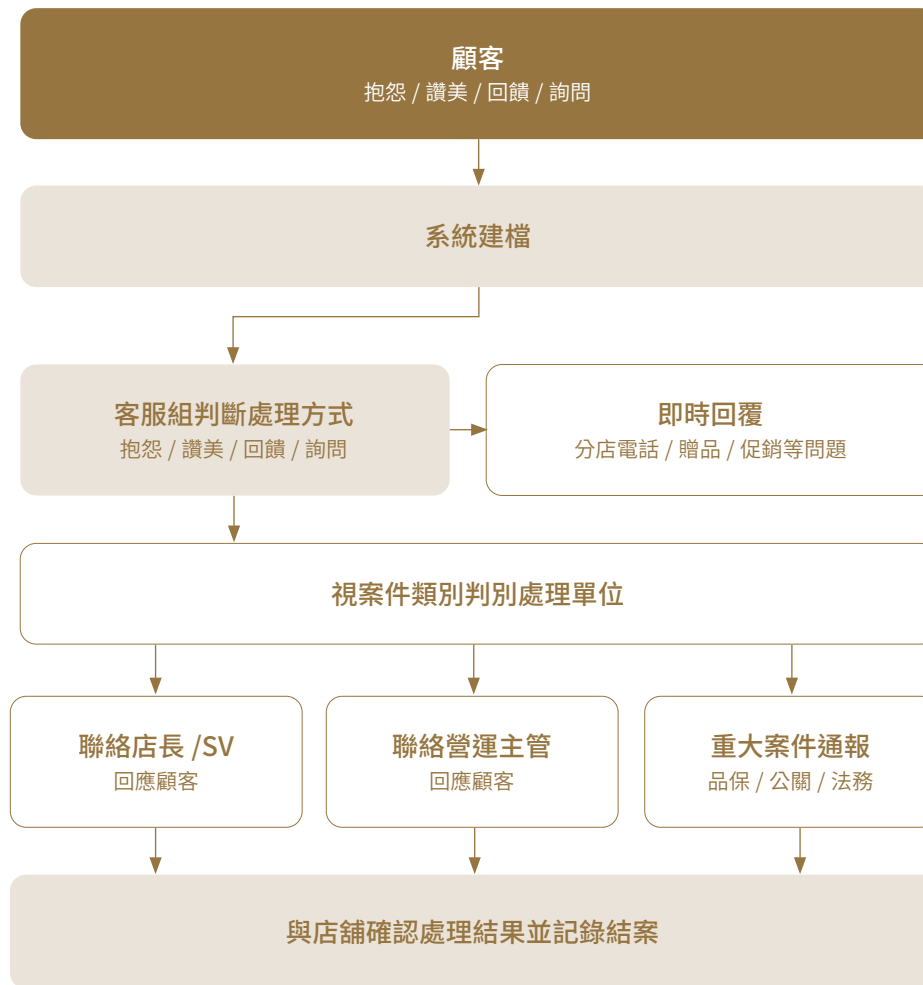 顧客
抱怨 / 讚美 / 回饋 / 詢問
系統建檔
客服組判斷處理方式
抱怨 / 讚美 / 回饋 / 詢問
即時回覆
分店電話 / 贈品 / 促銷等問題
視案件類別判別處理單位
聯絡店長 /SV
回應顧客
聯絡營運主管
回應顧客
重大案件通報
品保 / 公關 / 法務
與店舖確認處理結果並記錄結案